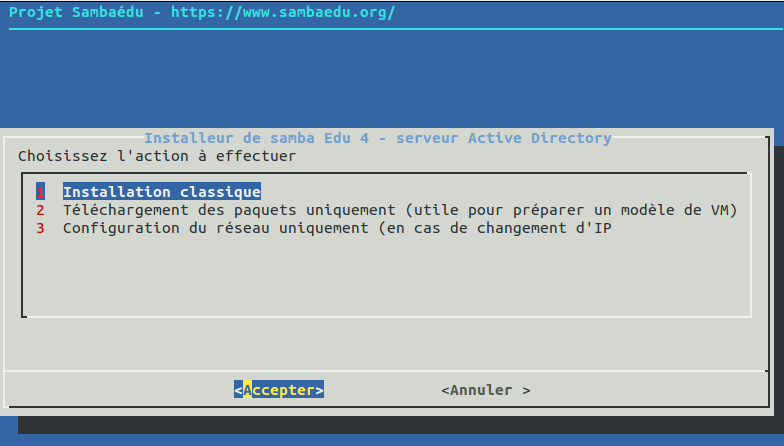 Projet Sambaédu - https://www.sambaedu.org/
Installeur de samba Edu 4 - serveur Active Directory
Choisissez l'action à effectuer
1 Installation classique
2 Téléchargement des paquets uniquement (utile pour préparer un modèle de VM)
3 Configuration du réseau uniquement (en cas de changement d'IP
<Accepter> <Annuler >